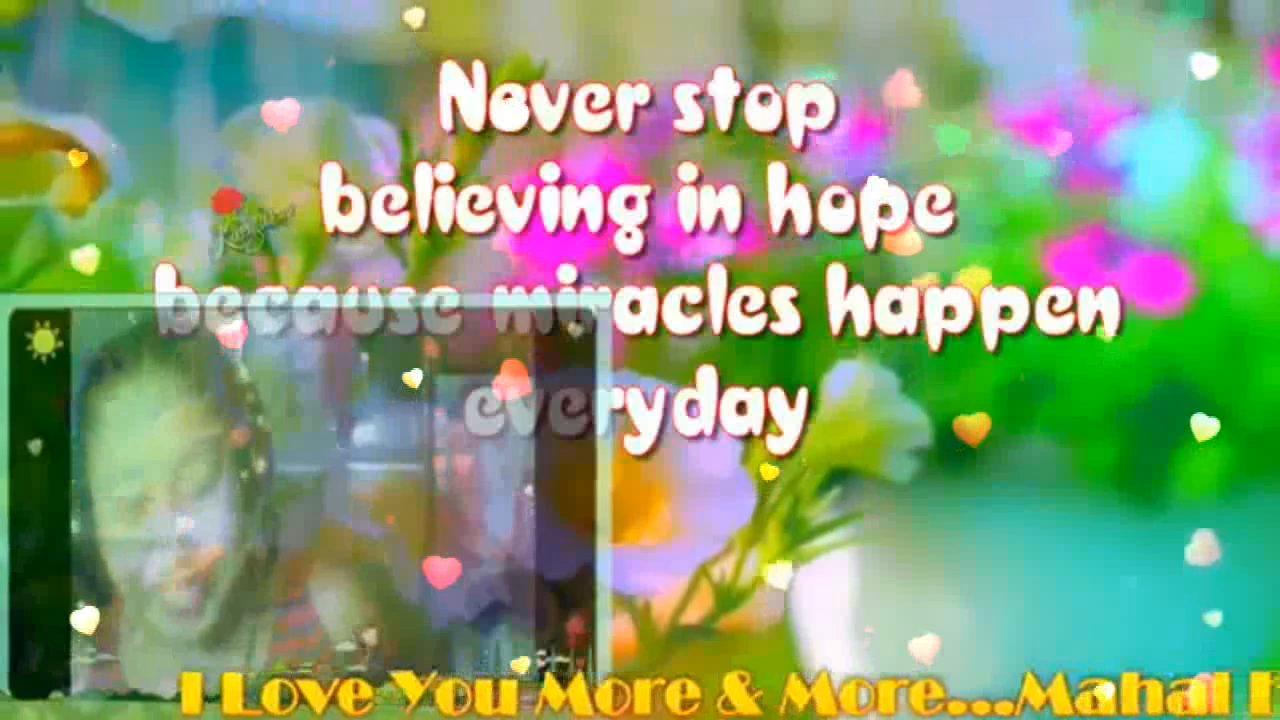 Never stop
believing in hope
because miracles happen
everyday
I Love You More & More...Mahal